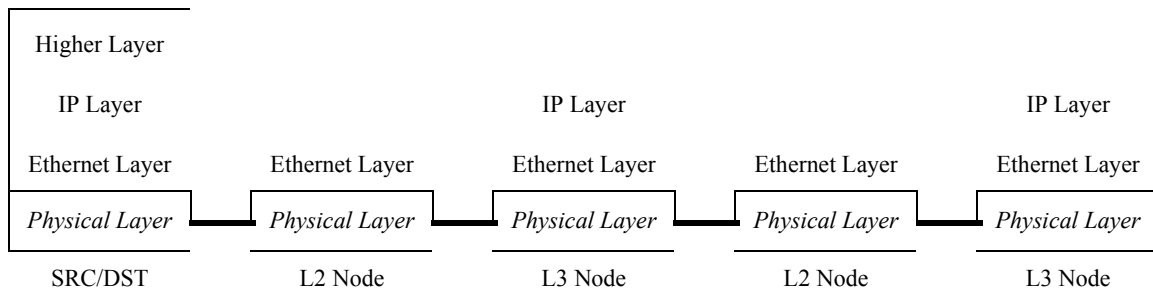 Higher Layer
IP Layer IP Layer IP Layer
Ethernet Layer Ethernet Layer Ethernet Layer Ethernet Layer Ethernet Layer
Physical Layer Physical Layer Physical Layer Physical Layer Physical Layer
SRC/DST L2 Node L3 Node L2 Node L3 Node